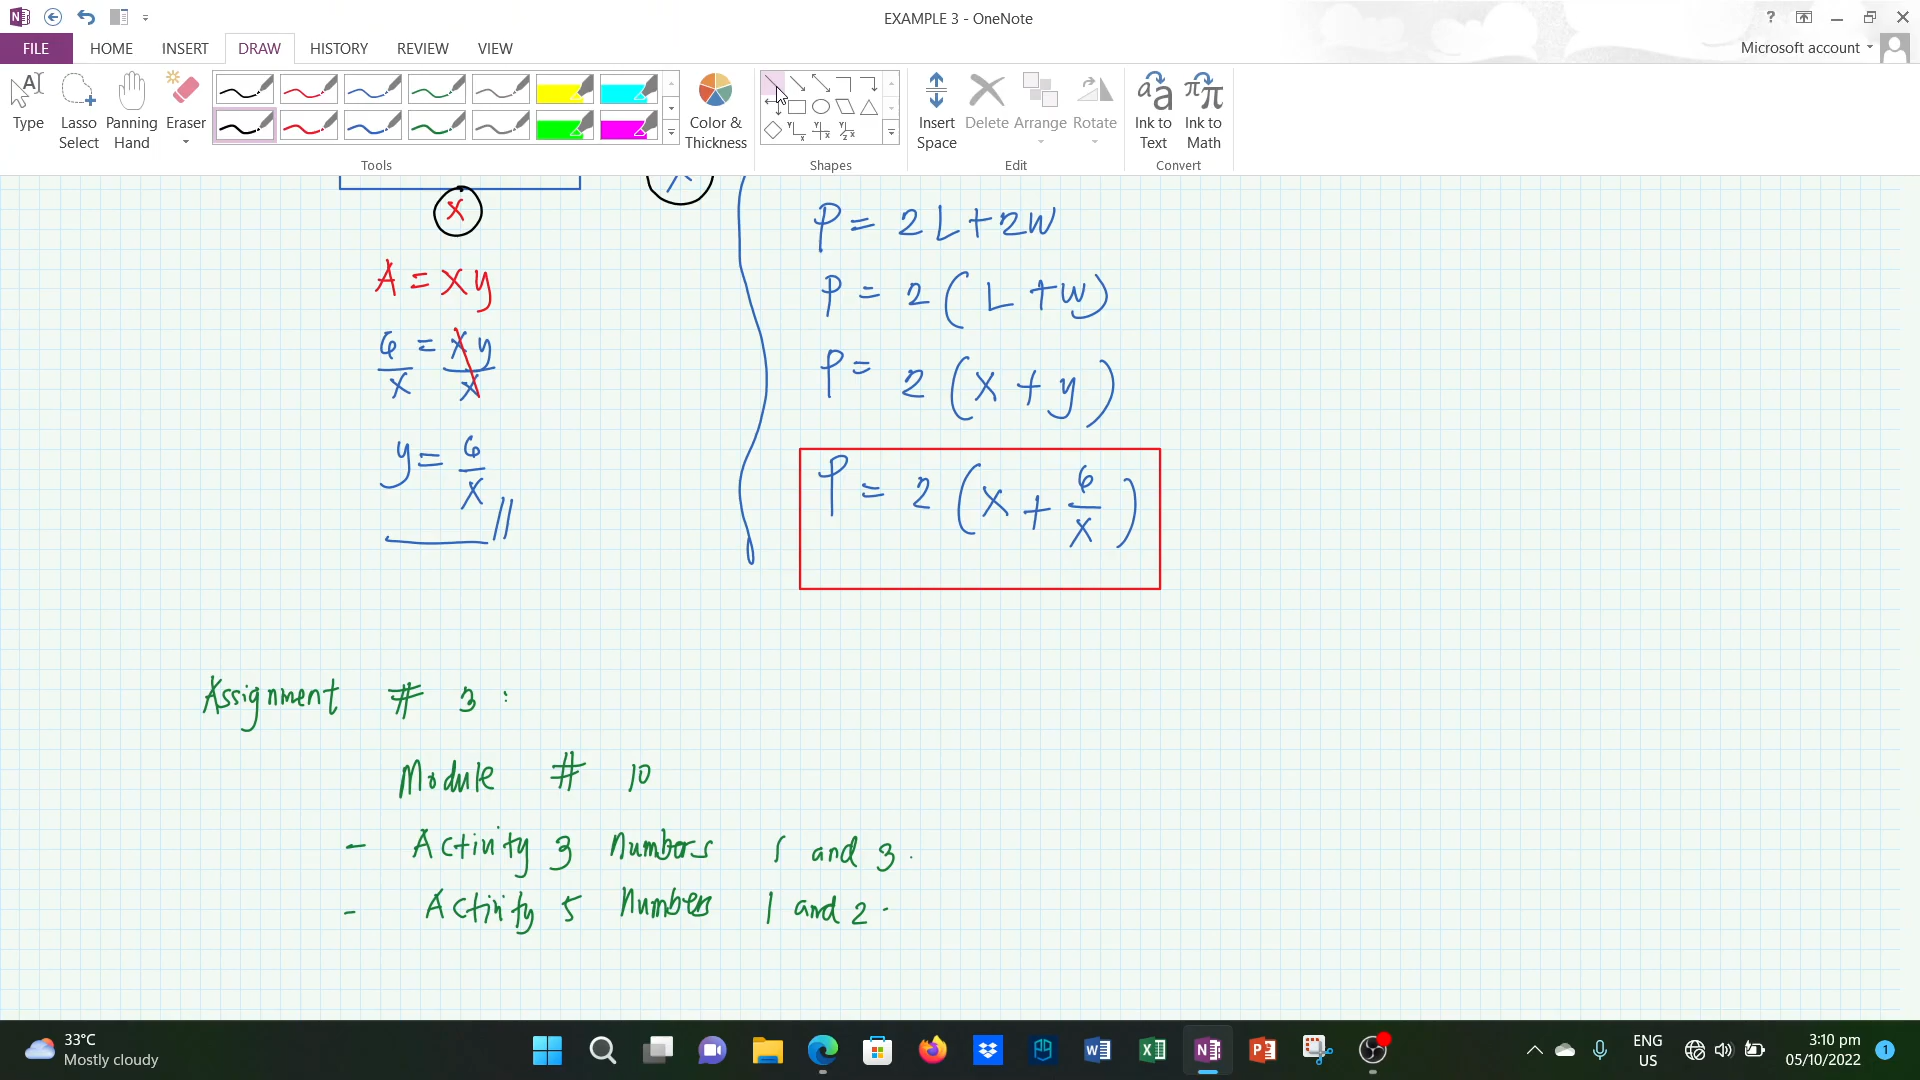 EXAMPLE 3 - OneNote
FILE HOME INSERT DRAW HISTORY REVIEW VIEW
Microsoft account
Type
Lasso Select
Panning Hand
Eraser
Color & Thickness
Insert Space
Delete
Arrange
Rotate
Ink to Text
Ink to Math
Tools
Shapes
Edit
Convert
x
A = xy
6/x = xy/x
y = 6/x //
P = 2L+2W
P = 2(L+W)
P = 2(x+y)
P = 2(x + 6/x)
Assignment # 3 :
Module # 10
- Activity 3 Numbers 1 and 3.
- Activity 5 Numbers 1 and 2.
33°C
Mostly cloudy
ENG
US
3:10 pm
05/10/2022
1